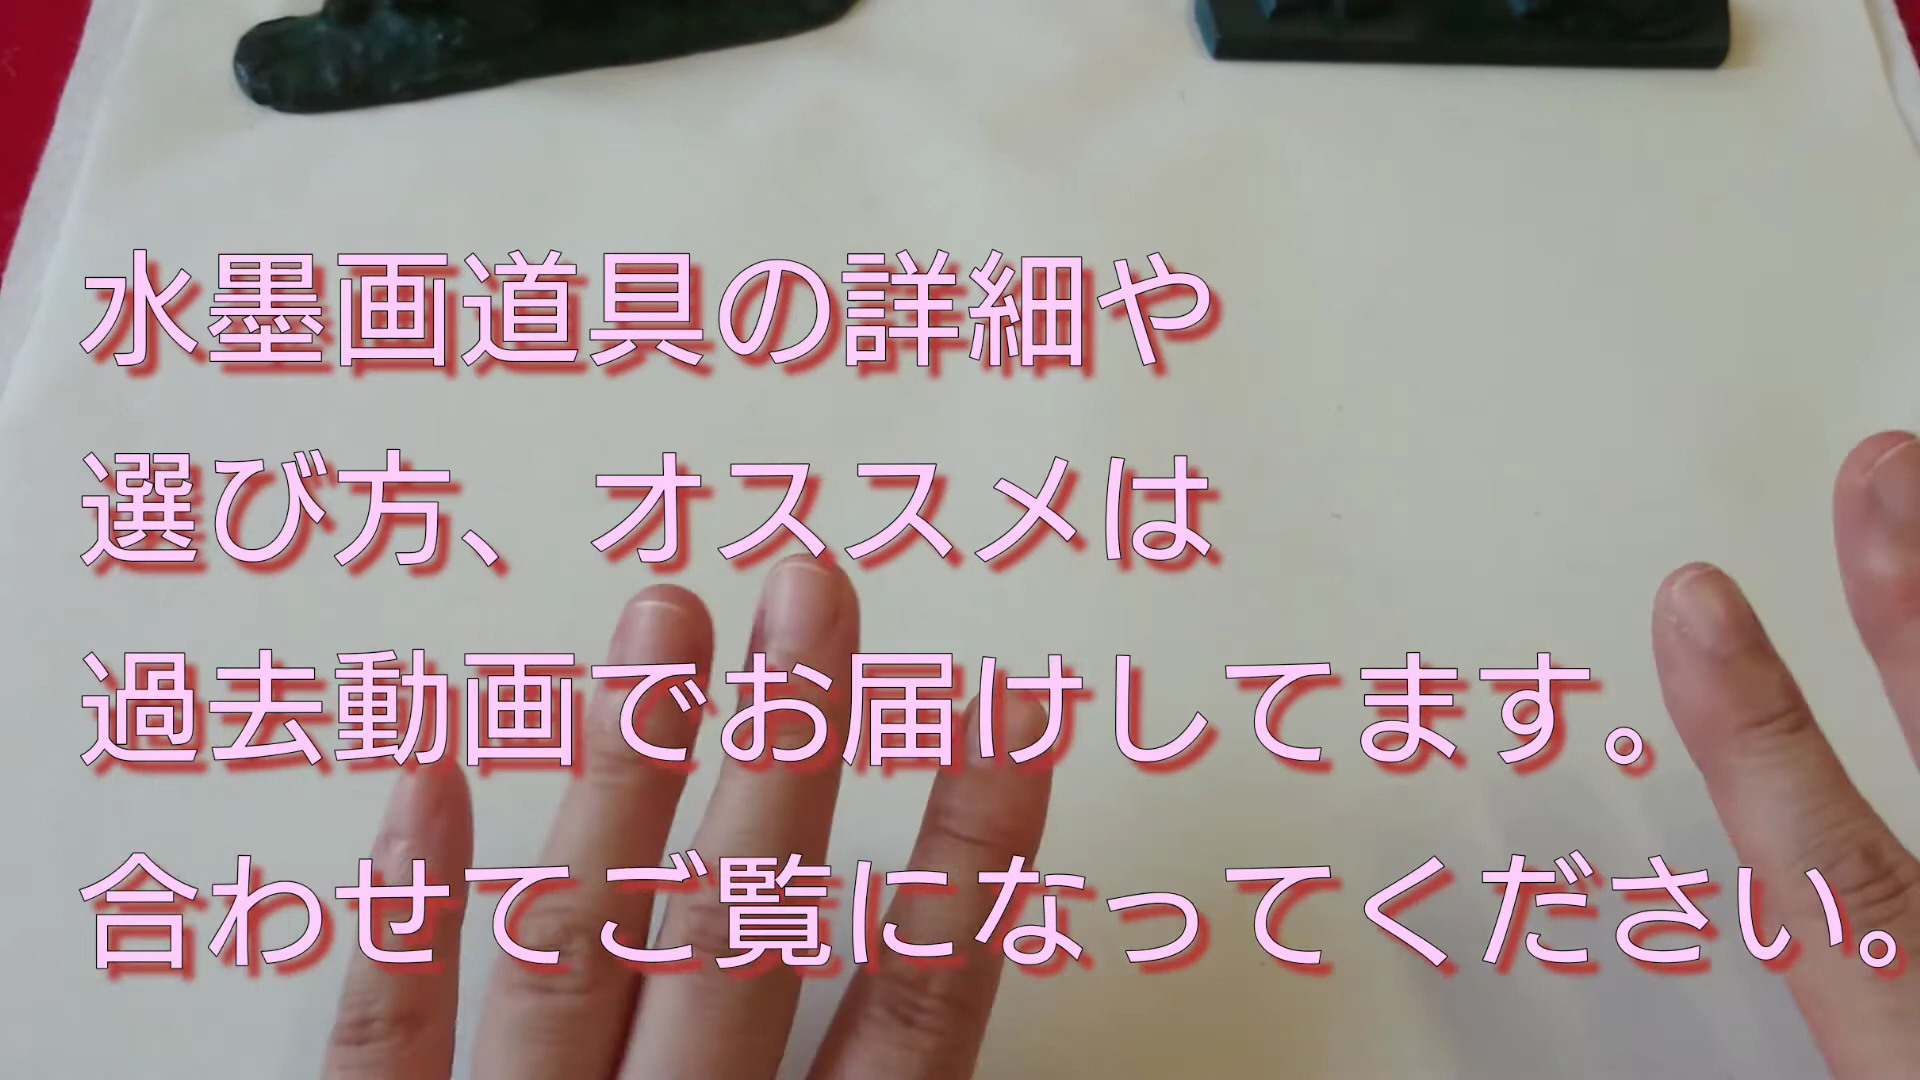 水墨画道具の詳細や
選び方、オススメは
過去動画でお届けしてます。
合わせてご覧になってください。